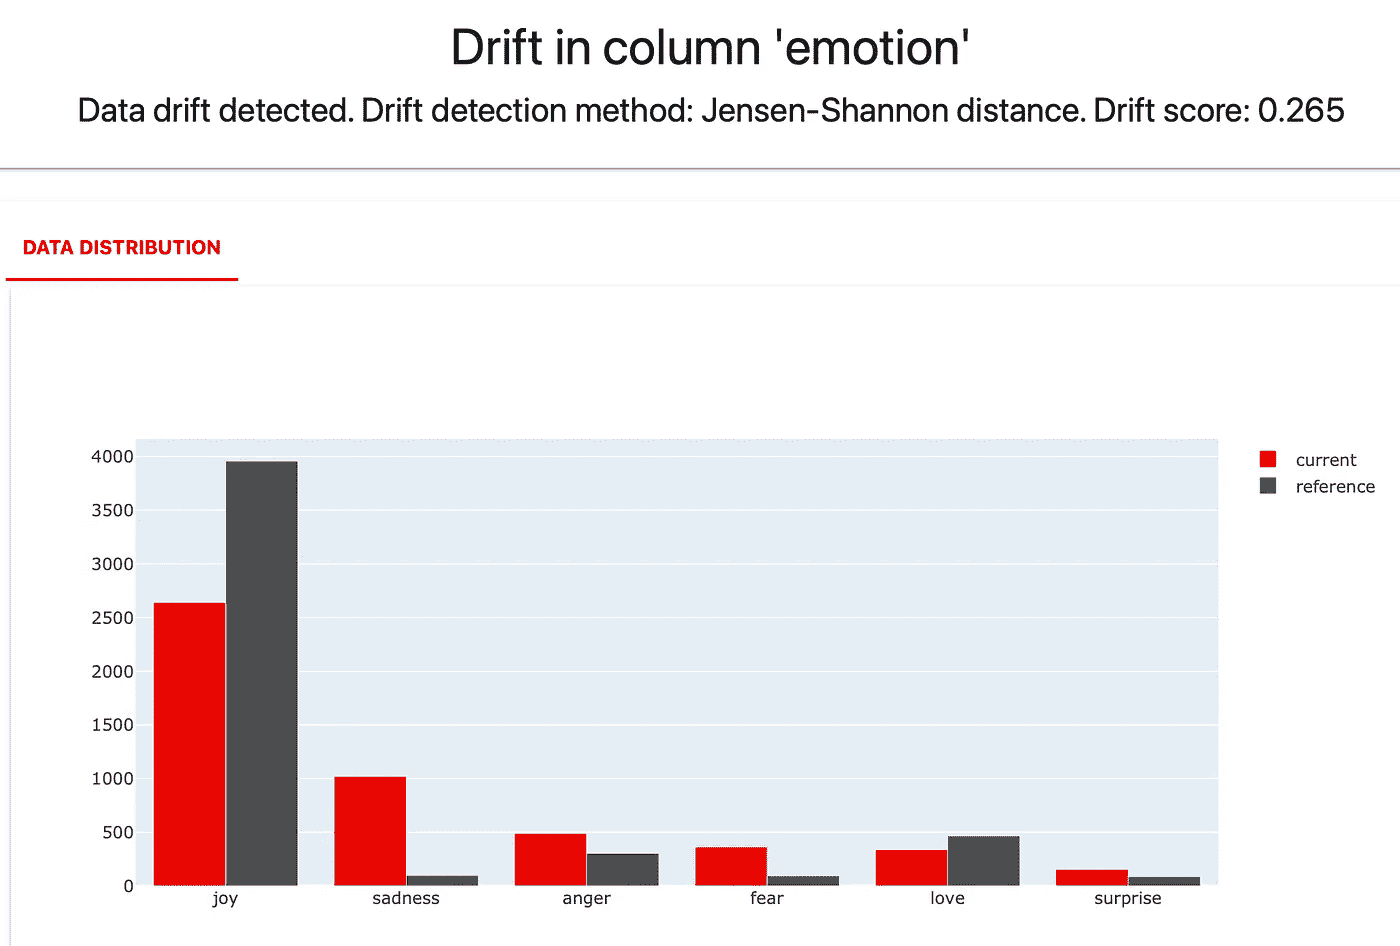 Drift in column 'emotion'
Data drift detected. Drift detection method: Jensen-Shannon distance. Drift score: 0.265
DATA DISTRIBUTION
4000
3500
3000
2500
2000
1500
1000
500
0
joy sadness anger fear love surprise
current
reference